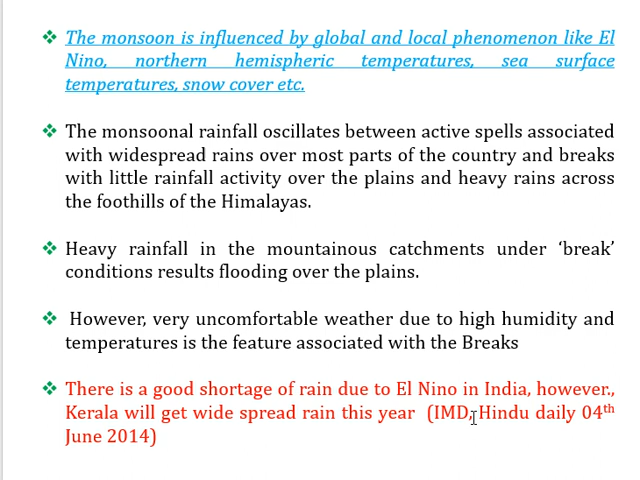 The monsoon is influenced by global and local phenomenon like El
Nino, northern hemispheric temperatures, sea surface
temperatures, snow cover etc.
The monsoonal rainfall oscillates between active spells associated
with widespread rains over most parts of the country and breaks
with little rainfall activity over the plains and heavy rains across
the foothills of the Himalayas.
Heavy rainfall in the mountainous catchments under ‘break’
conditions results flooding over the plains.
However, very uncomfortable weather due to high humidity and
temperatures is the feature associated with the Breaks
There is a good shortage of rain due to El Nino in India, however.,
Kerala will get wide spread rain this year (IMD, Hindu daily 04th
June 2014)